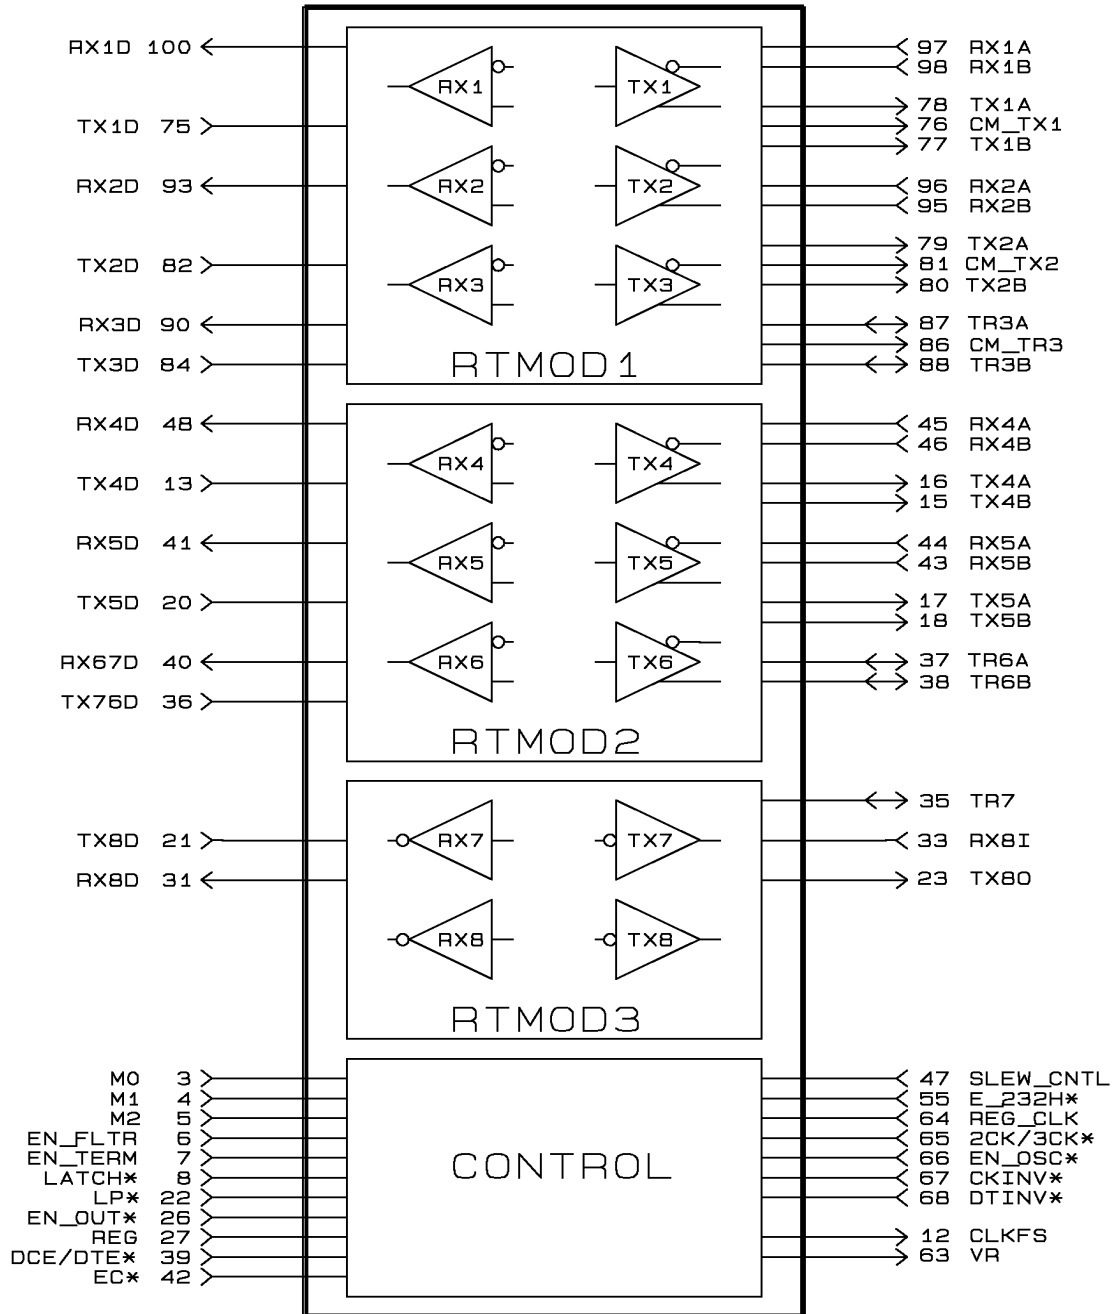 RX1D 100 97 RX1A
RX1 TX1 98 RX1B
78 TX1A
TX1D 75 76 CM_TX1
77 TX1B
RX2D 93 RX2 TX2 96 RX2A
95 RX2B
79 TX2A
TX2D 82 81 CM_TX2
RX3 TX3 80 TX2B
RX3D 90 87 TR3A
86 CM_TR3
TX3D 84 RTMOD1 88 TR3B
RX4D 48 45 RX4A
46 RX4B
RX4 TX4
TX4D 13 16 TX4A
15 TX4B
RX5D 41 44 RX5A
RX5 TX5 43 RX5B
TX5D 20 17 TX5A
18 TX5B
RX67D 40 RX6 TX6 37 TR6A
38 TR6B
TX76D 36
RTMOD2
35 TR7
TX8D 21 RX7 TX7 33 RX8I
RX8D 31 23 TX8O
RX8 TX8
RTMOD3
M0 3 47 SLEW_CNTL
M1 4 55 E_232H*
M2 5 64 REG_CLK
EN_FLTR 6 65 2CK/3CK*
EN_TERM 7 CONTROL 66 EN_OSC*
LATCH* 8 67 CKINV*
LP* 22 68 DTINV*
EN_OUT* 26
REG 27 12 CLKFS
DCE/DTE* 39 63 VR
EC* 42